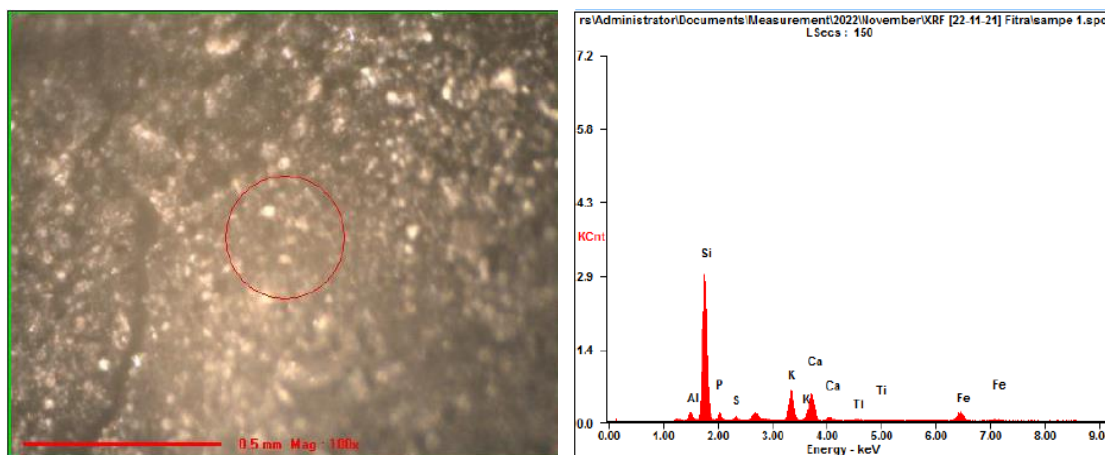 0.5 mm Mag : 100x
rs\Administrator\Documents\Measurement\2022\November\XRF [22-11-21] Fitra\sampe 1.spc
LSecs : 150
7.2
5.8
4.3
KCnt
2.9
1.4
0.0
Si
Al
P
S
K
K
Ca
Ca
Ti
Ti
Fe
Fe
0.00 1.00 2.00 3.00 4.00 5.00 6.00 7.00 8.00 9.0
Energy - keV